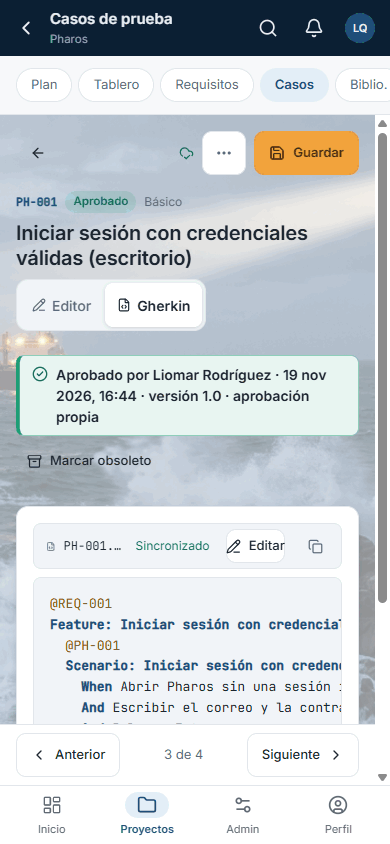 Casos de prueba
Pharos
LQ
Plan
Tablero
Requisitos
Casos
Biblio.
Guardar
PH-001
Aprobado
Básico
Iniciar sesión con credenciales
válidas (escritorio)
Editor
Gherkin
Aprobado por Liomar Rodríguez · 19 nov
2026, 16:44 · versión 1.0 · aprobación
propia
Marcar obsoleto
PH-001.…
Sincronizado
Editar
@REQ-001
Feature: Iniciar sesión con credencial
@PH-001
Scenario: Iniciar sesión con creden
When Abrir Pharos sin una sesión
And Escribir el correo y la contra
Anterior
3 de 4
Siguiente
Inicio
Proyectos
Admin
Perfil